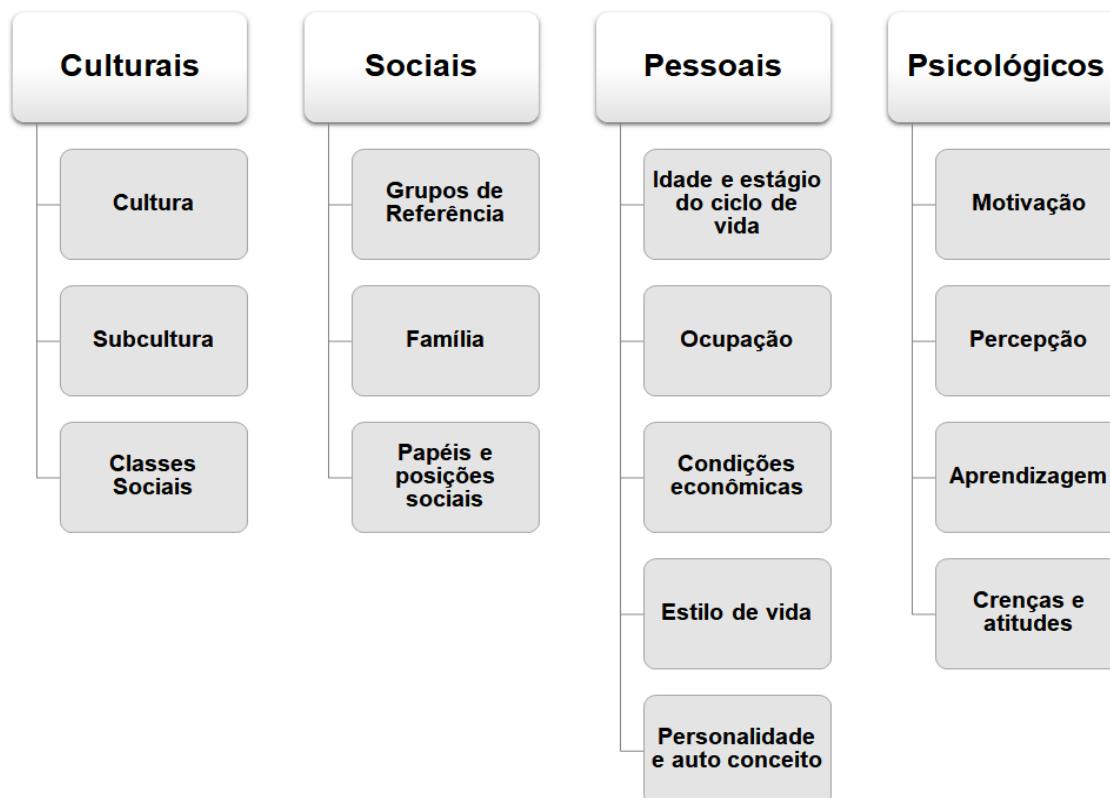 Culturais
Cultura
Subcultura
Classes
Sociais
Sociais
Grupos de
Referência
Família
Papéis e
posições
sociais
Pessoais
Idade e estágio
do ciclo de
vida
Ocupação
Condições
econômicas
Estilo de vida
Personalidade
e auto conceito
Psicológicos
Motivação
Percepção
Aprendizagem
Crenças e
atitudes